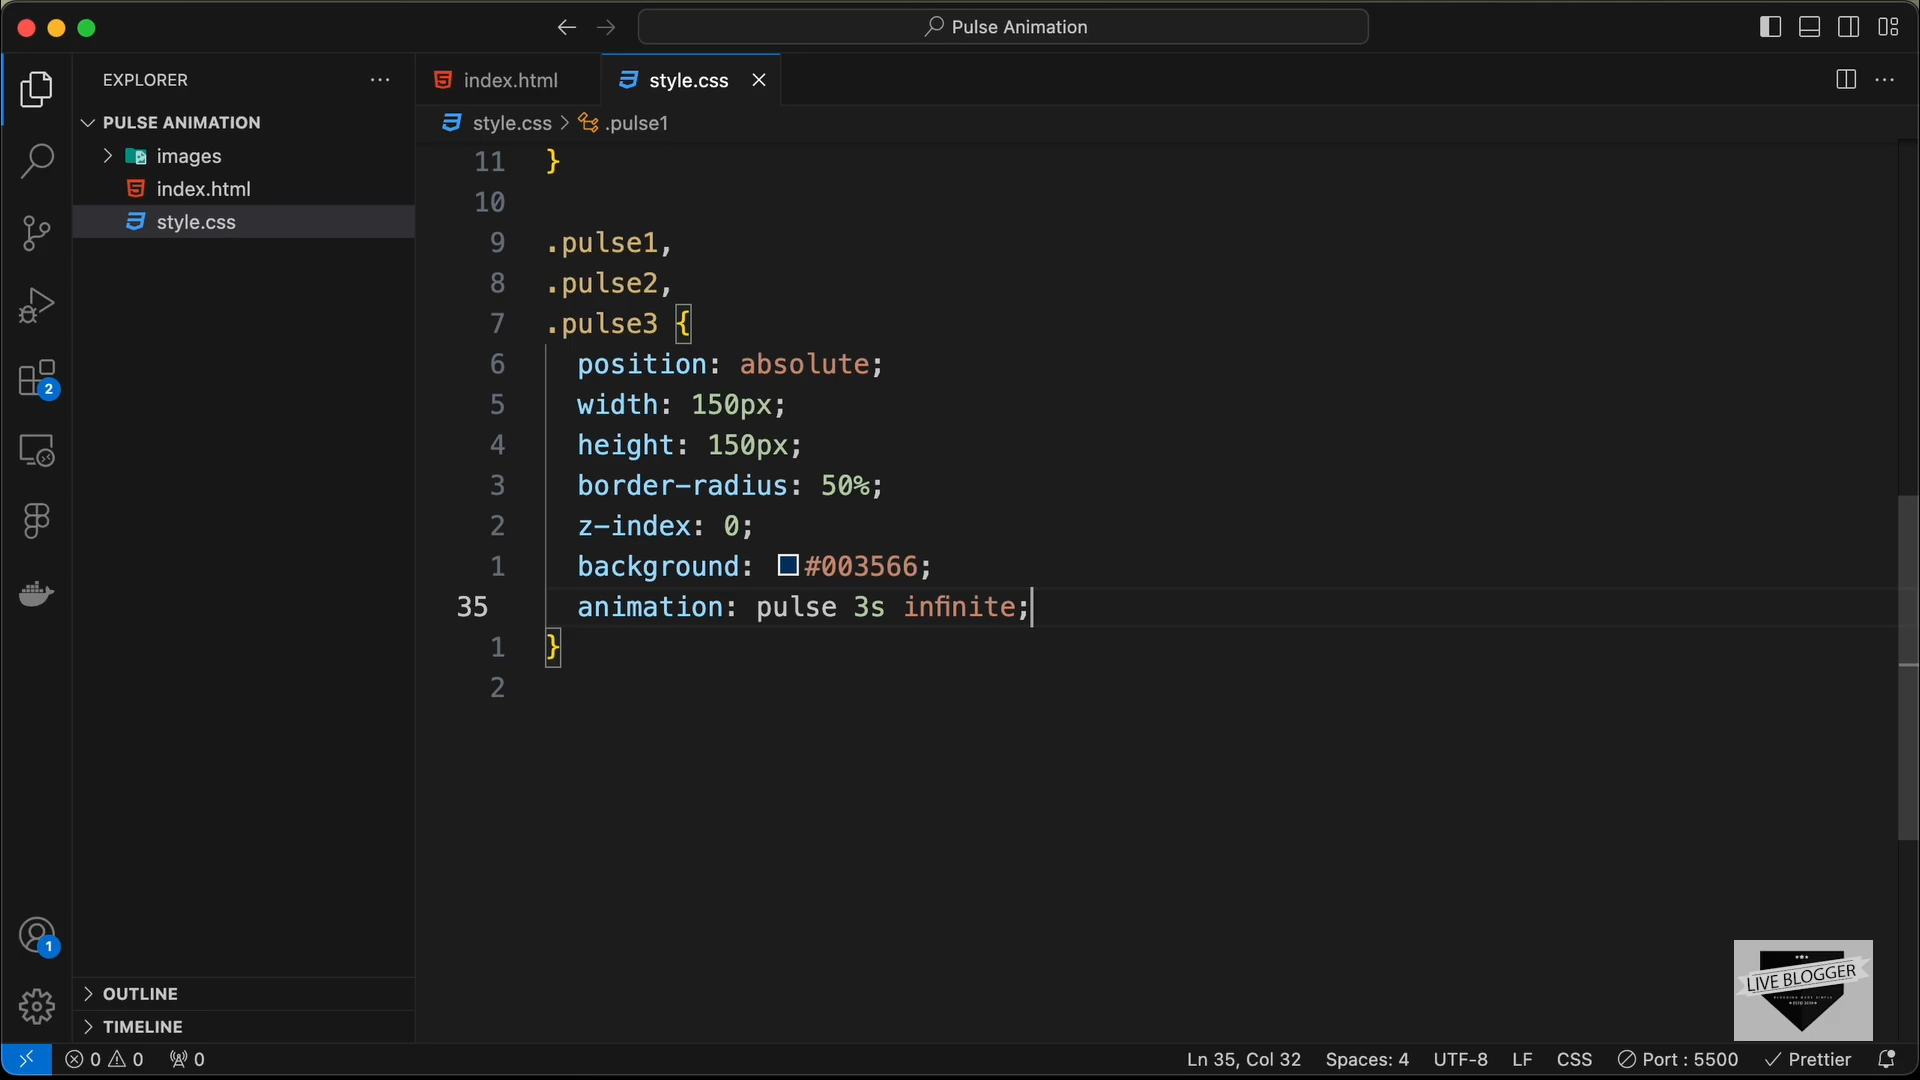 Pulse Animation
EXPLORER
index.html
style.css
PULSE ANIMATION
style.css > .pulse1
images
index.html
style.css
11 }
10
9 .pulse1,
8 .pulse2,
7 .pulse3 {
6 position: absolute;
5 width: 150px;
4 height: 150px;
3 border-radius: 50%;
2 z-index: 0;
1 background: #003566;
35 animation: pulse 3s infinite;
1 }
2
2
1
OUTLINE
TIMELINE
LIVE BLOGGER
0 0 0
Ln 35, Col 32 Spaces: 4 UTF-8 LF CSS Port : 5500 Prettier